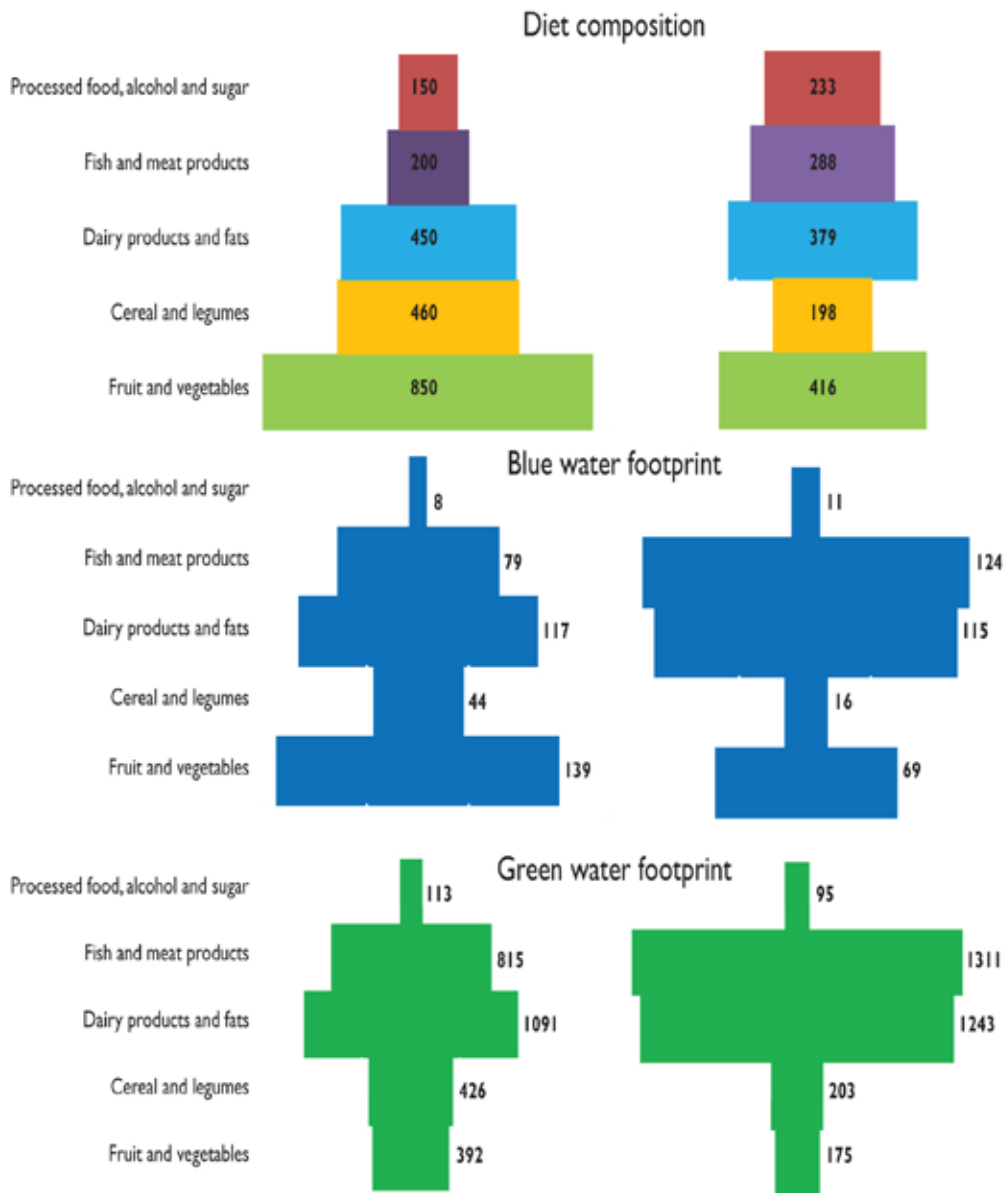 Diet composition
Processed food, alcohol and sugar 150 233
Fish and meat products 200 288
Dairy products and fats 450 379
Cereal and legumes 460 198
Fruit and vegetables 850 416
Blue water footprint
Processed food, alcohol and sugar 8 11
Fish and meat products 79 124
Dairy products and fats 117 115
Cereal and legumes 44 16
Fruit and vegetables 139 69
Green water footprint
Processed food, alcohol and sugar 113 95
Fish and meat products 815 1311
Dairy products and fats 1091 1243
Cereal and legumes 426 203
Fruit and vegetables 392 175